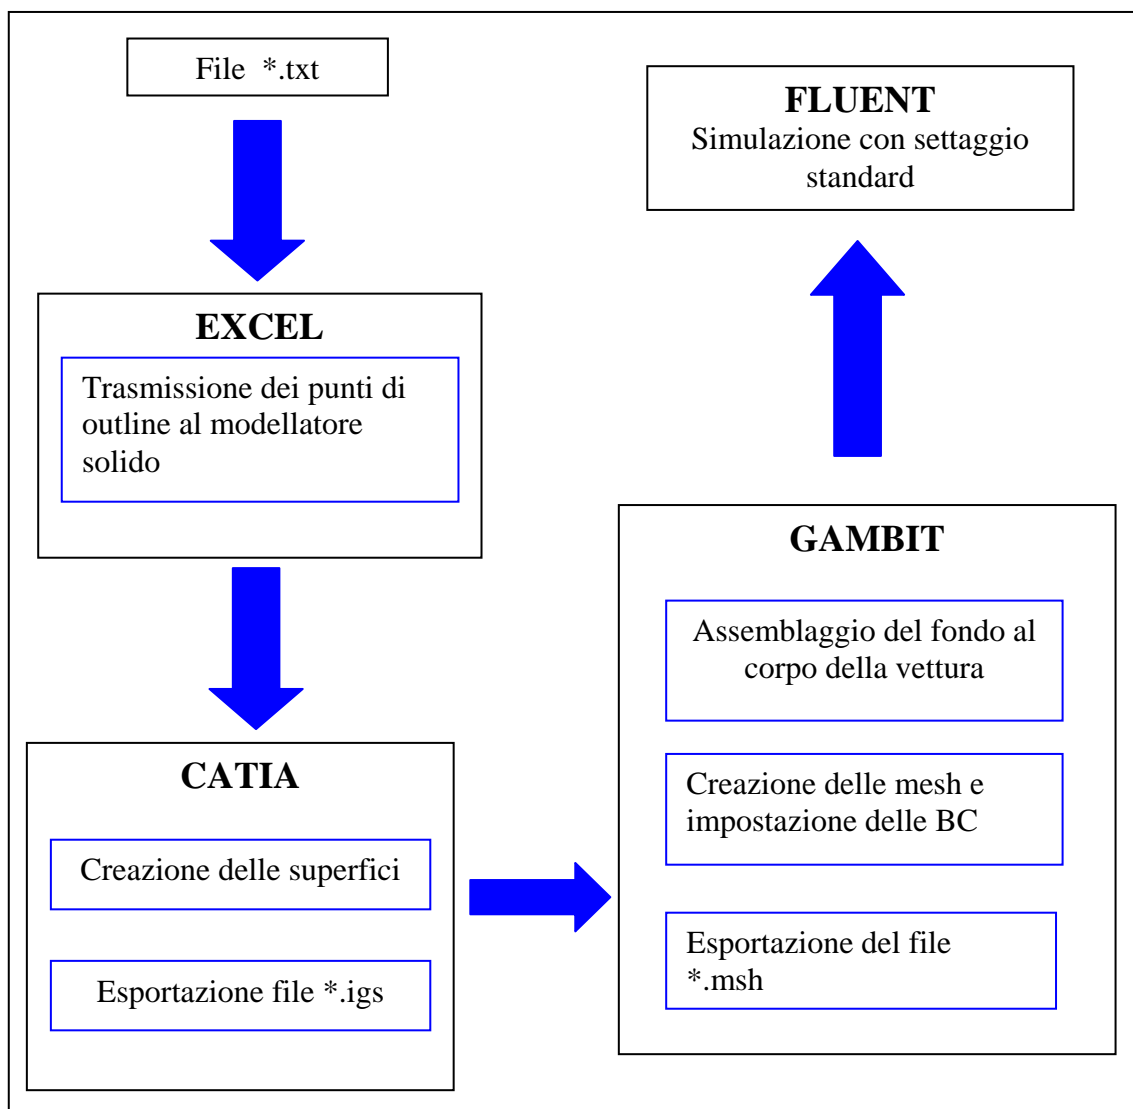 File *.txt
EXCEL
Trasmissione dei punti di
outline al modellatore
solido
CATIA
Creazione delle superfici
Esportazione file *.igs
GAMBIT
Assemblaggio del fondo al
corpo della vettura
Creazione delle mesh e
impostazione delle BC
Esportazione del file
*.msh
FLUENT
Simulazione con settaggio
standard